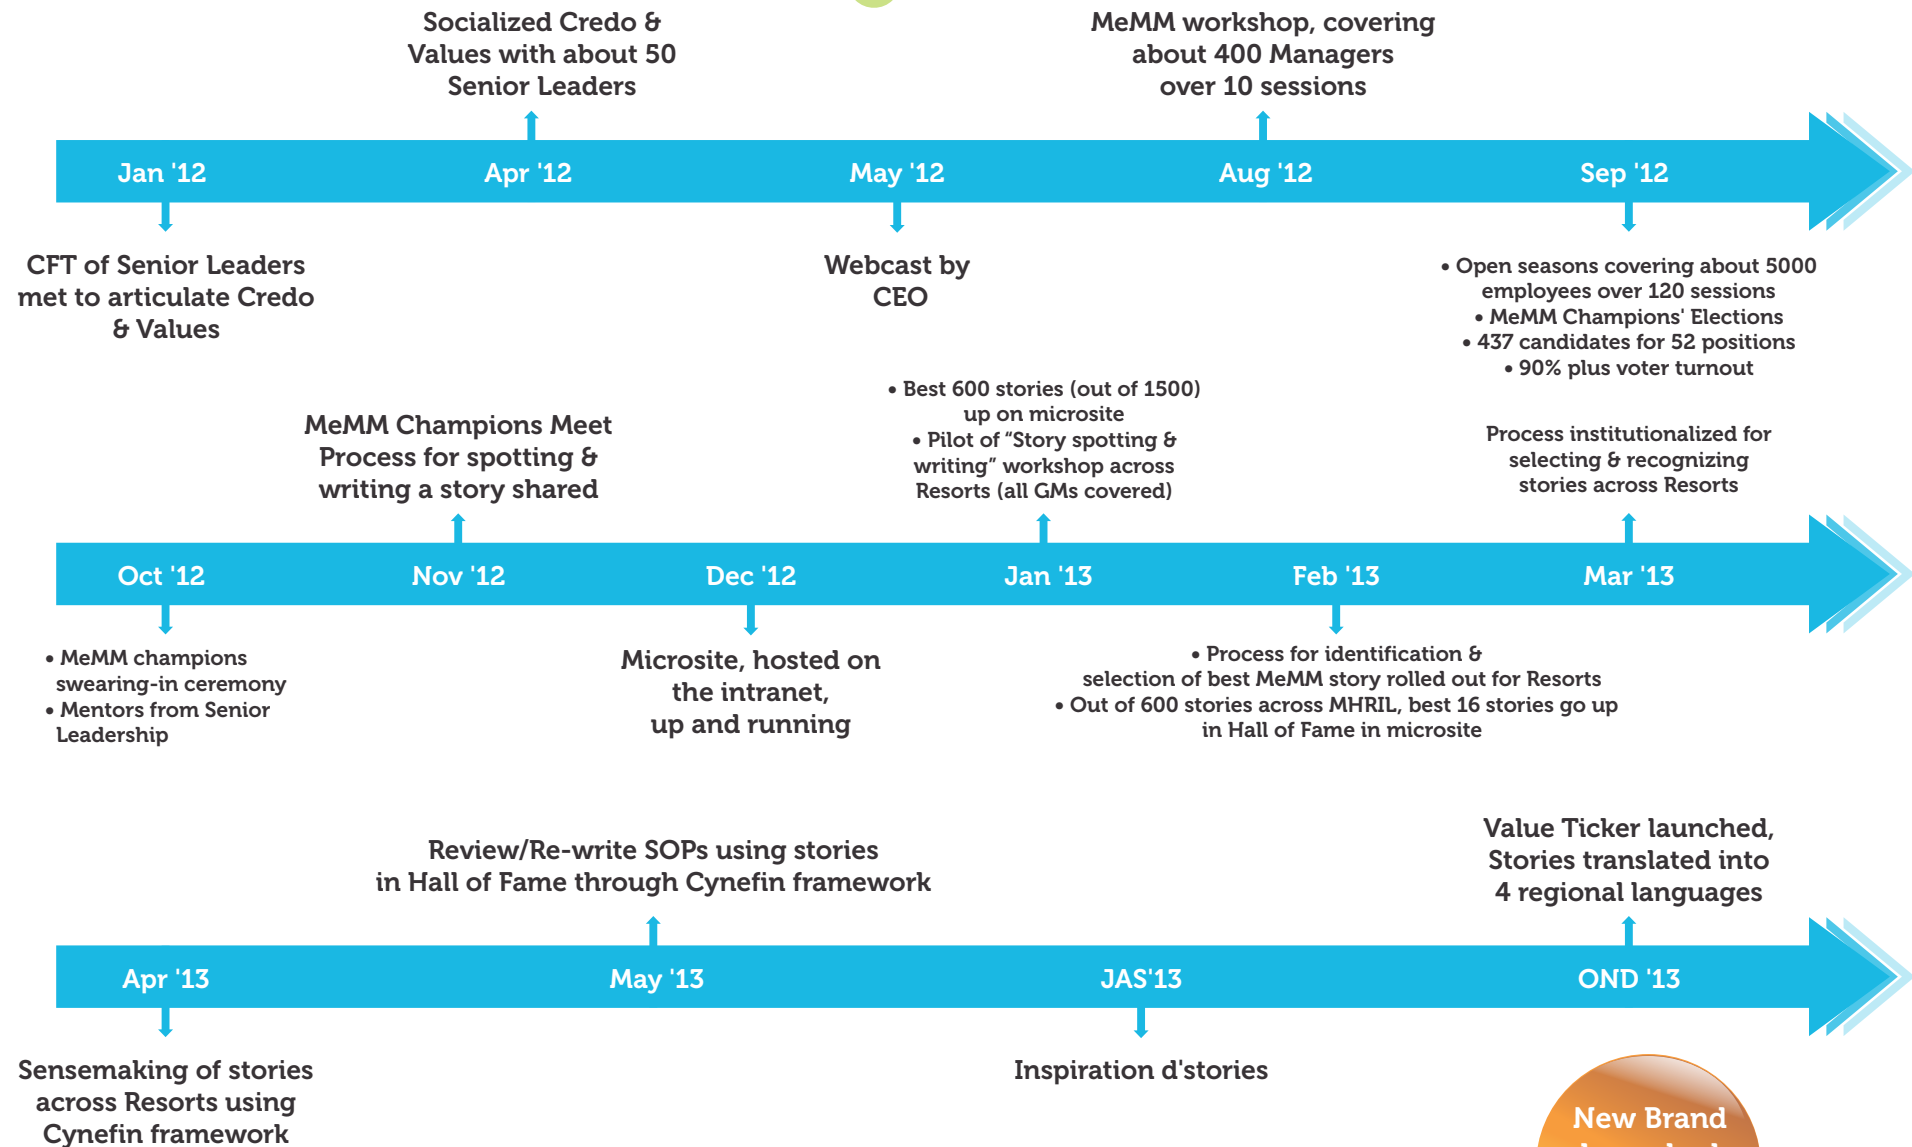 Socialized Credo &
Values with about 50
Senior Leaders
MeMM workshop, covering
about 400 Managers
over 10 sessions
Jan '12
Apr '12
May '12
Aug '12
Sep '12
CFT of Senior Leaders
met to articulate Credo
& Values
Webcast by
CEO
• Open seasons covering about 5000
employees over 120 sessions
• MeMM Champions' Elections
• 437 candidates for 52 positions
• 90% plus voter turnout
MeMM Champions Meet
Process for spotting &
writing a story shared
• Best 600 stories (out of 1500)
up on microsite
• Pilot of “Story spotting &
writing” workshop across
Resorts (all GMs covered)
Process institutionalized for
selecting & recognizing
stories across Resorts
Oct '12
Nov '12
Dec '12
Jan '13
Feb '13
Mar '13
• MeMM champions
swearing-in ceremony
• Mentors from Senior
Leadership
Microsite, hosted on
the intranet,
up and running
• Process for identification &
selection of best MeMM story rolled out for Resorts
• Out of 600 stories across MHRIL, best 16 stories go up
in Hall of Fame in microsite
Review/Re-write SOPs using stories
in Hall of Fame through Cynefin framework
Value Ticker launched,
Stories translated into
4 regional languages
Apr '13
May '13
JAS'13
OND '13
Sensemaking of stories
across Resorts using
Cynefin framework
Inspiration d'stories
New Brand